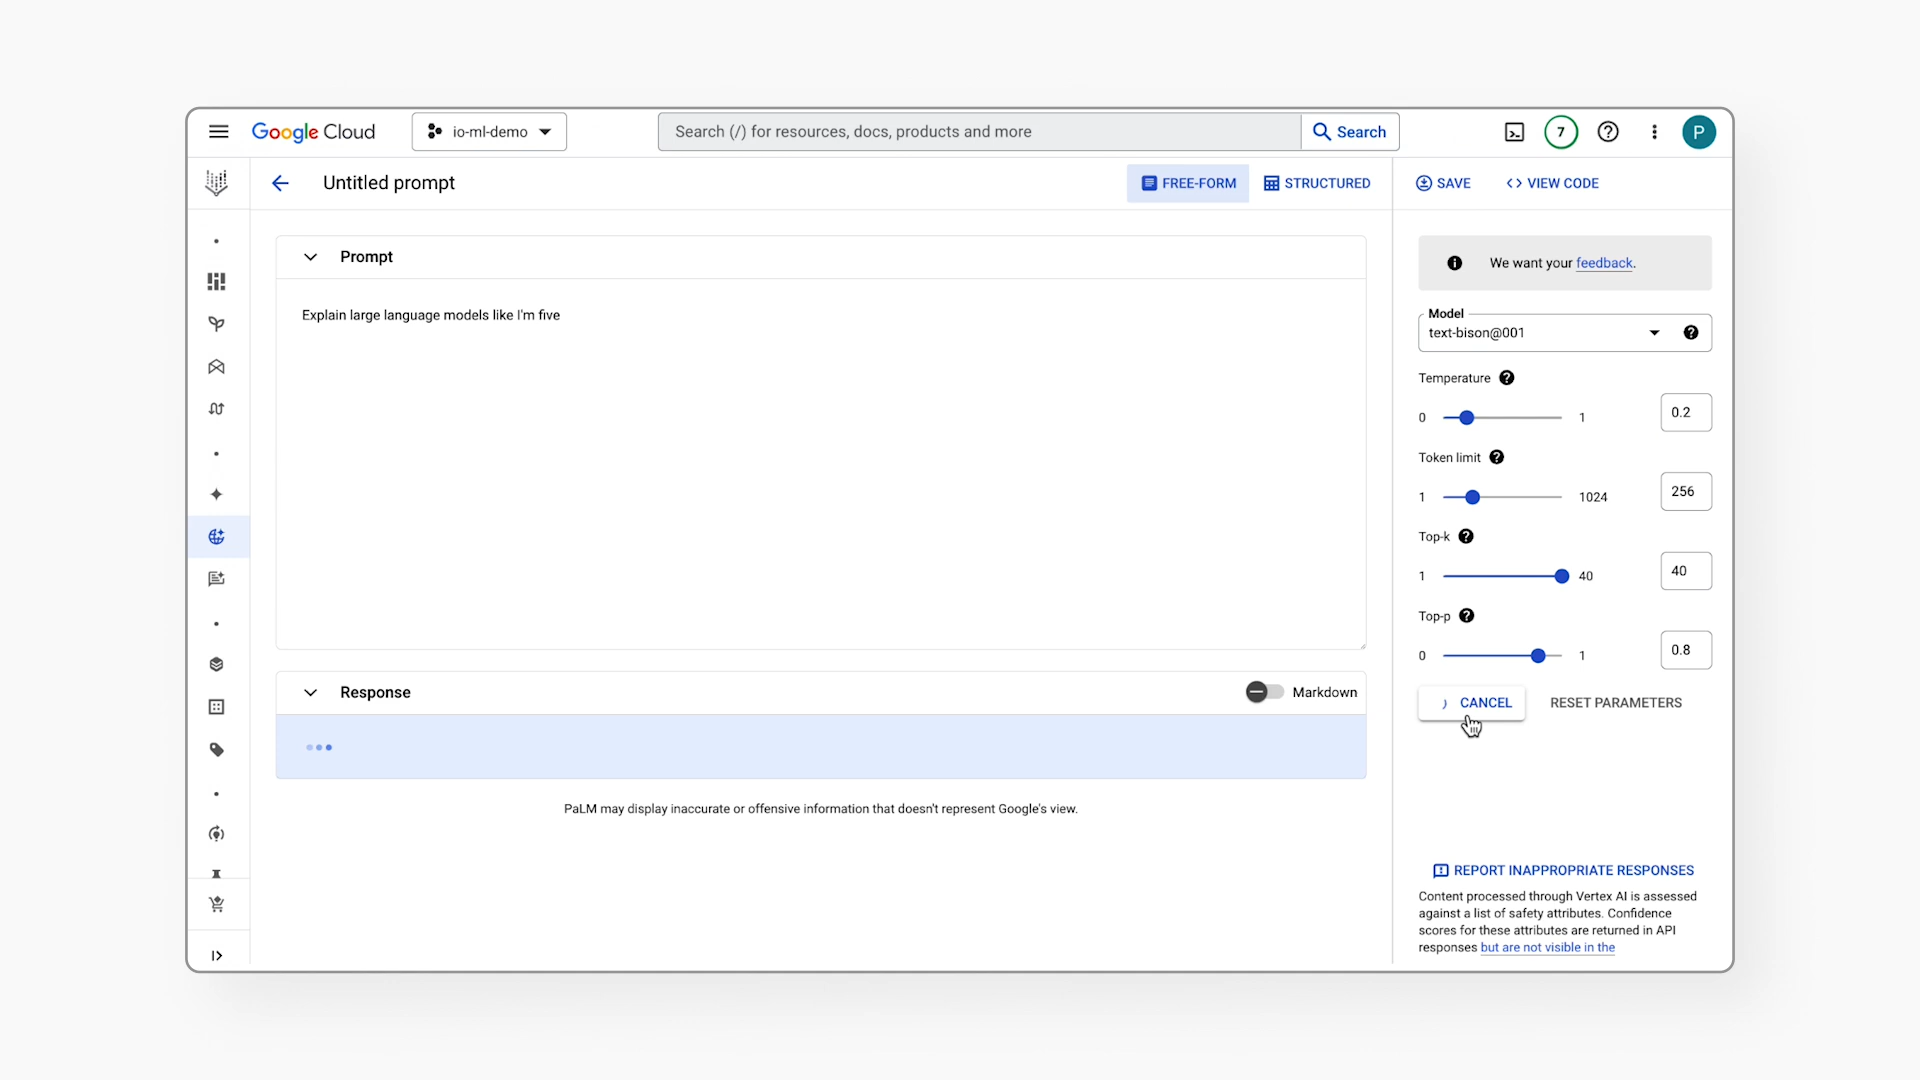 Google Cloud
io-ml-demo
Search (/) for resources, docs, products and more
Search
7
P
Untitled prompt
FREE-FORM
STRUCTURED
SAVE
VIEW CODE
Prompt
Explain large language models like I'm five
We want your feedback.
Model
text-bison@001
Temperature
0
1
0.2
Token limit
1
1024
256
Top-k
1
40
40
Top-p
0
1
0.8
CANCEL
RESET PARAMETERS
Response
Markdown
PaLM may display inaccurate or offensive information that doesn't represent Google's view.
REPORT INAPPROPRIATE RESPONSES
Content processed through Vertex AI is assessed
against a list of safety attributes. Confidence
scores for these attributes are returned in API
responses but are not visible in the